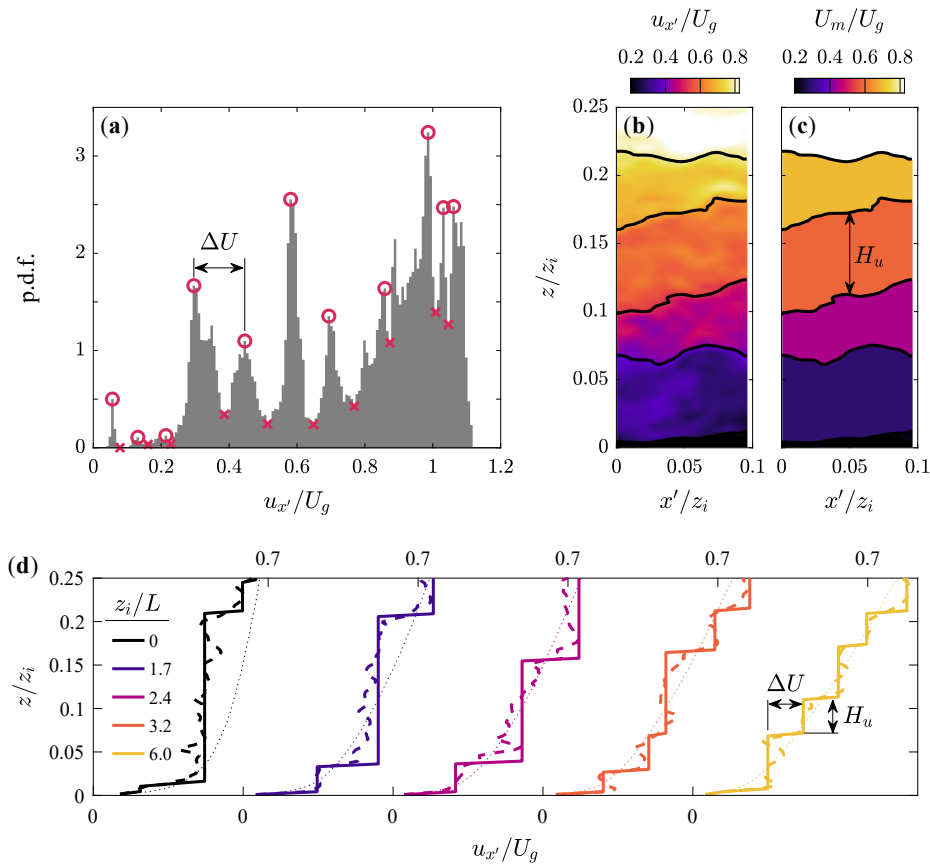 u_{x'}/U_g U_m/U_g
0.2 0.4 0.6 0.8 0.2 0.4 0.6 0.8
(a) (b) (c)
ΔU
H_u
3
2
1
0
p.d.f.
0 0.2 0.4 0.6 0.8 1 1.2
u_{x'}/U_g
0.25
0.2
0.15
0.1
0.05
0
z/z_i
0 0.05 0.1 0 0.05 0.1
x'/z_i x'/z_i
(d)
0.7 0.7 0.7 0.7 0.7
0.25
0.2
0.15
0.1
0.05
0
z/z_i
z_i/L
0
1.7
2.4
3.2
6.0
ΔU
H_u
0 0 0 0 0
u_{x'}/U_g